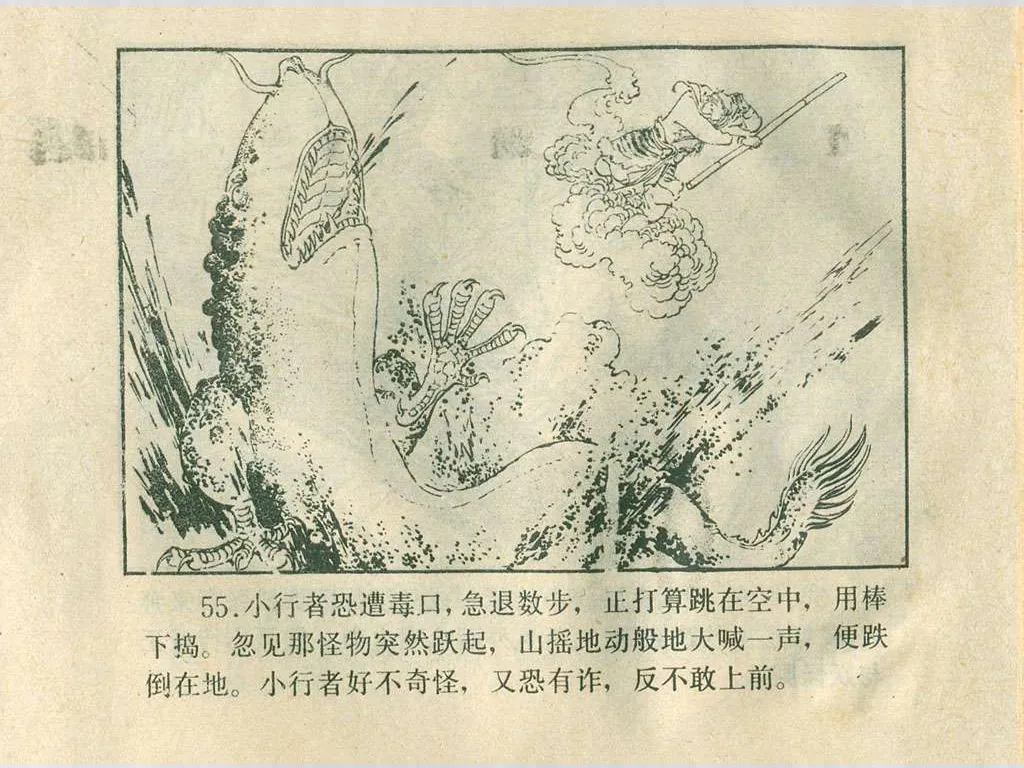 55.小行者恐遭毒口,急退数步,正打算跳在空中,用棒
下捣。忽见那怪物突然跃起,山摇地动般地大喊一声,便跌
倒在地。小行者好不奇怪,又恐有诈,反不敢上前。